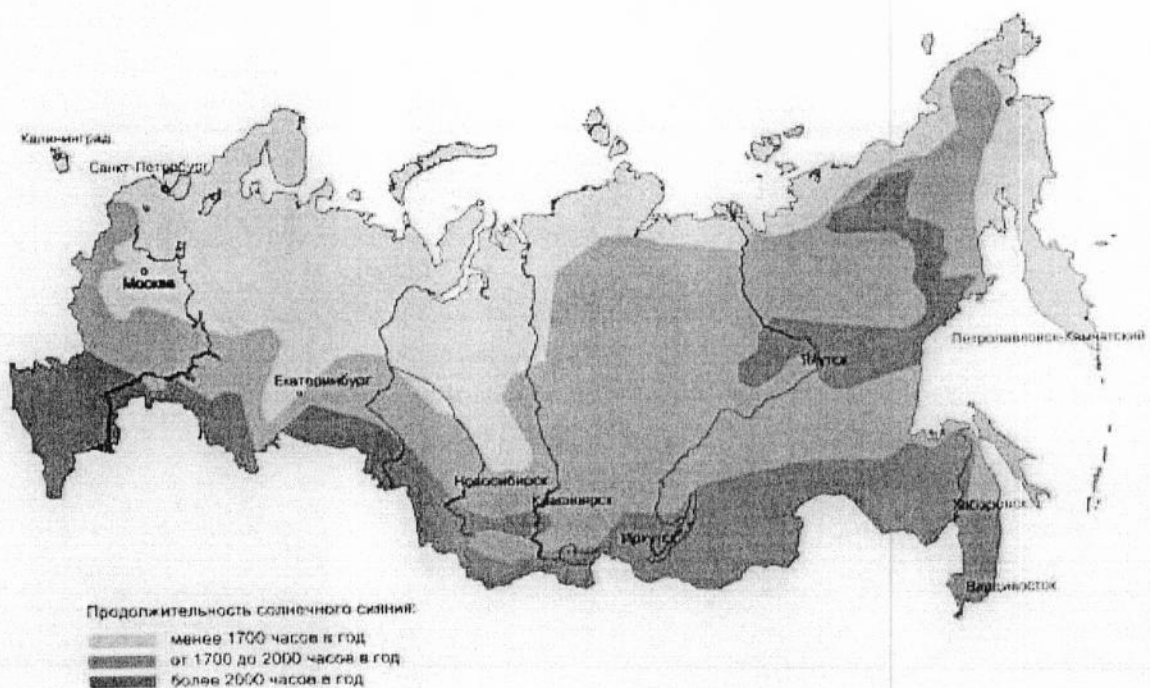 Калининград
Санкт-Петербург
Москва
Петропавловск-Камчатский
Якутск
Екатеринбург
Новосибирск
Красноярск
Хабаровск
Иркутск
Владивосток
Продолжительность солнечного сияния:
менее 1700 часов в год
от 1700 до 2000 часов в год
более 2000 часов в год